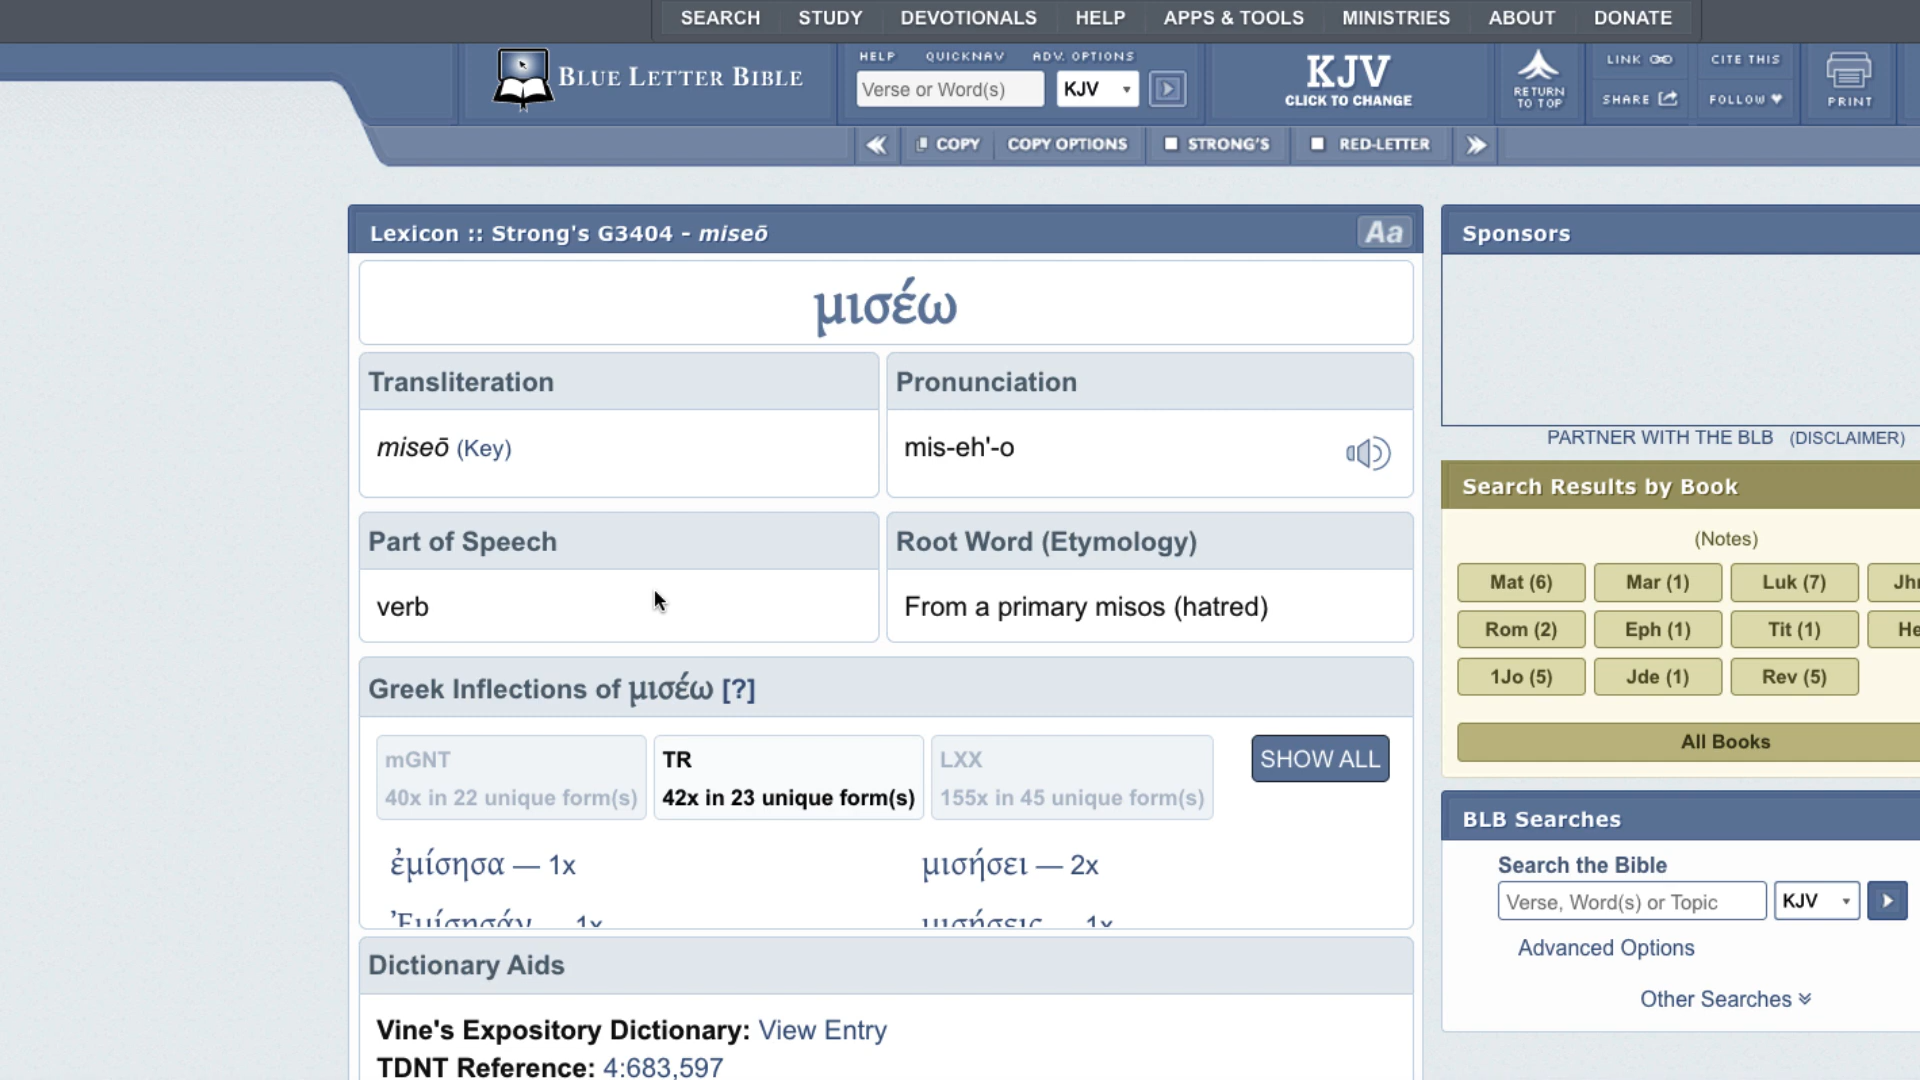 SEARCH STUDY DEVOTIONALS HELP APPS & TOOLS MINISTRIES ABOUT DONATE
BLUE LETTER BIBLE
HELP QUICKNAV ADV. OPTIONS
Verse or Word(s) KJV
KJV
CLICK TO CHANGE
RETURN
TO TOP
LINK
CITE THIS
SHARE
FOLLOW
PRINT
COPY COPY OPTIONS STRONG'S RED-LETTER
Lexicon :: Strong's G3404 - miseō
Aa
μισέω
Transliteration
miseō (Key)
Pronunciation
mis-eh'-o
Part of Speech
verb
Root Word (Etymology)
From a primary misos (hatred)
Greek Inflections of μισέω [?]
mGNT
40x in 22 unique form(s)
TR
42x in 23 unique form(s)
LXX
155x in 45 unique form(s)
SHOW ALL
ἐμίσησα — 1x
μισήσει — 2x
Ἐμίσησάν — 1x
μισήσεις — 1x
Dictionary Aids
Vine's Expository Dictionary: View Entry
TDNT Reference: 4:683,597
Sponsors
PARTNER WITH THE BLB (DISCLAIMER)
Search Results by Book
(Notes)
Mat (6) Mar (1) Luk (7)
Rom (2) Eph (1) Tit (1)
1Jo (5) Jde (1) Rev (5)
All Books
BLB Searches
Search the Bible
Verse, Word(s) or Topic KJV
Advanced Options
Other Searches